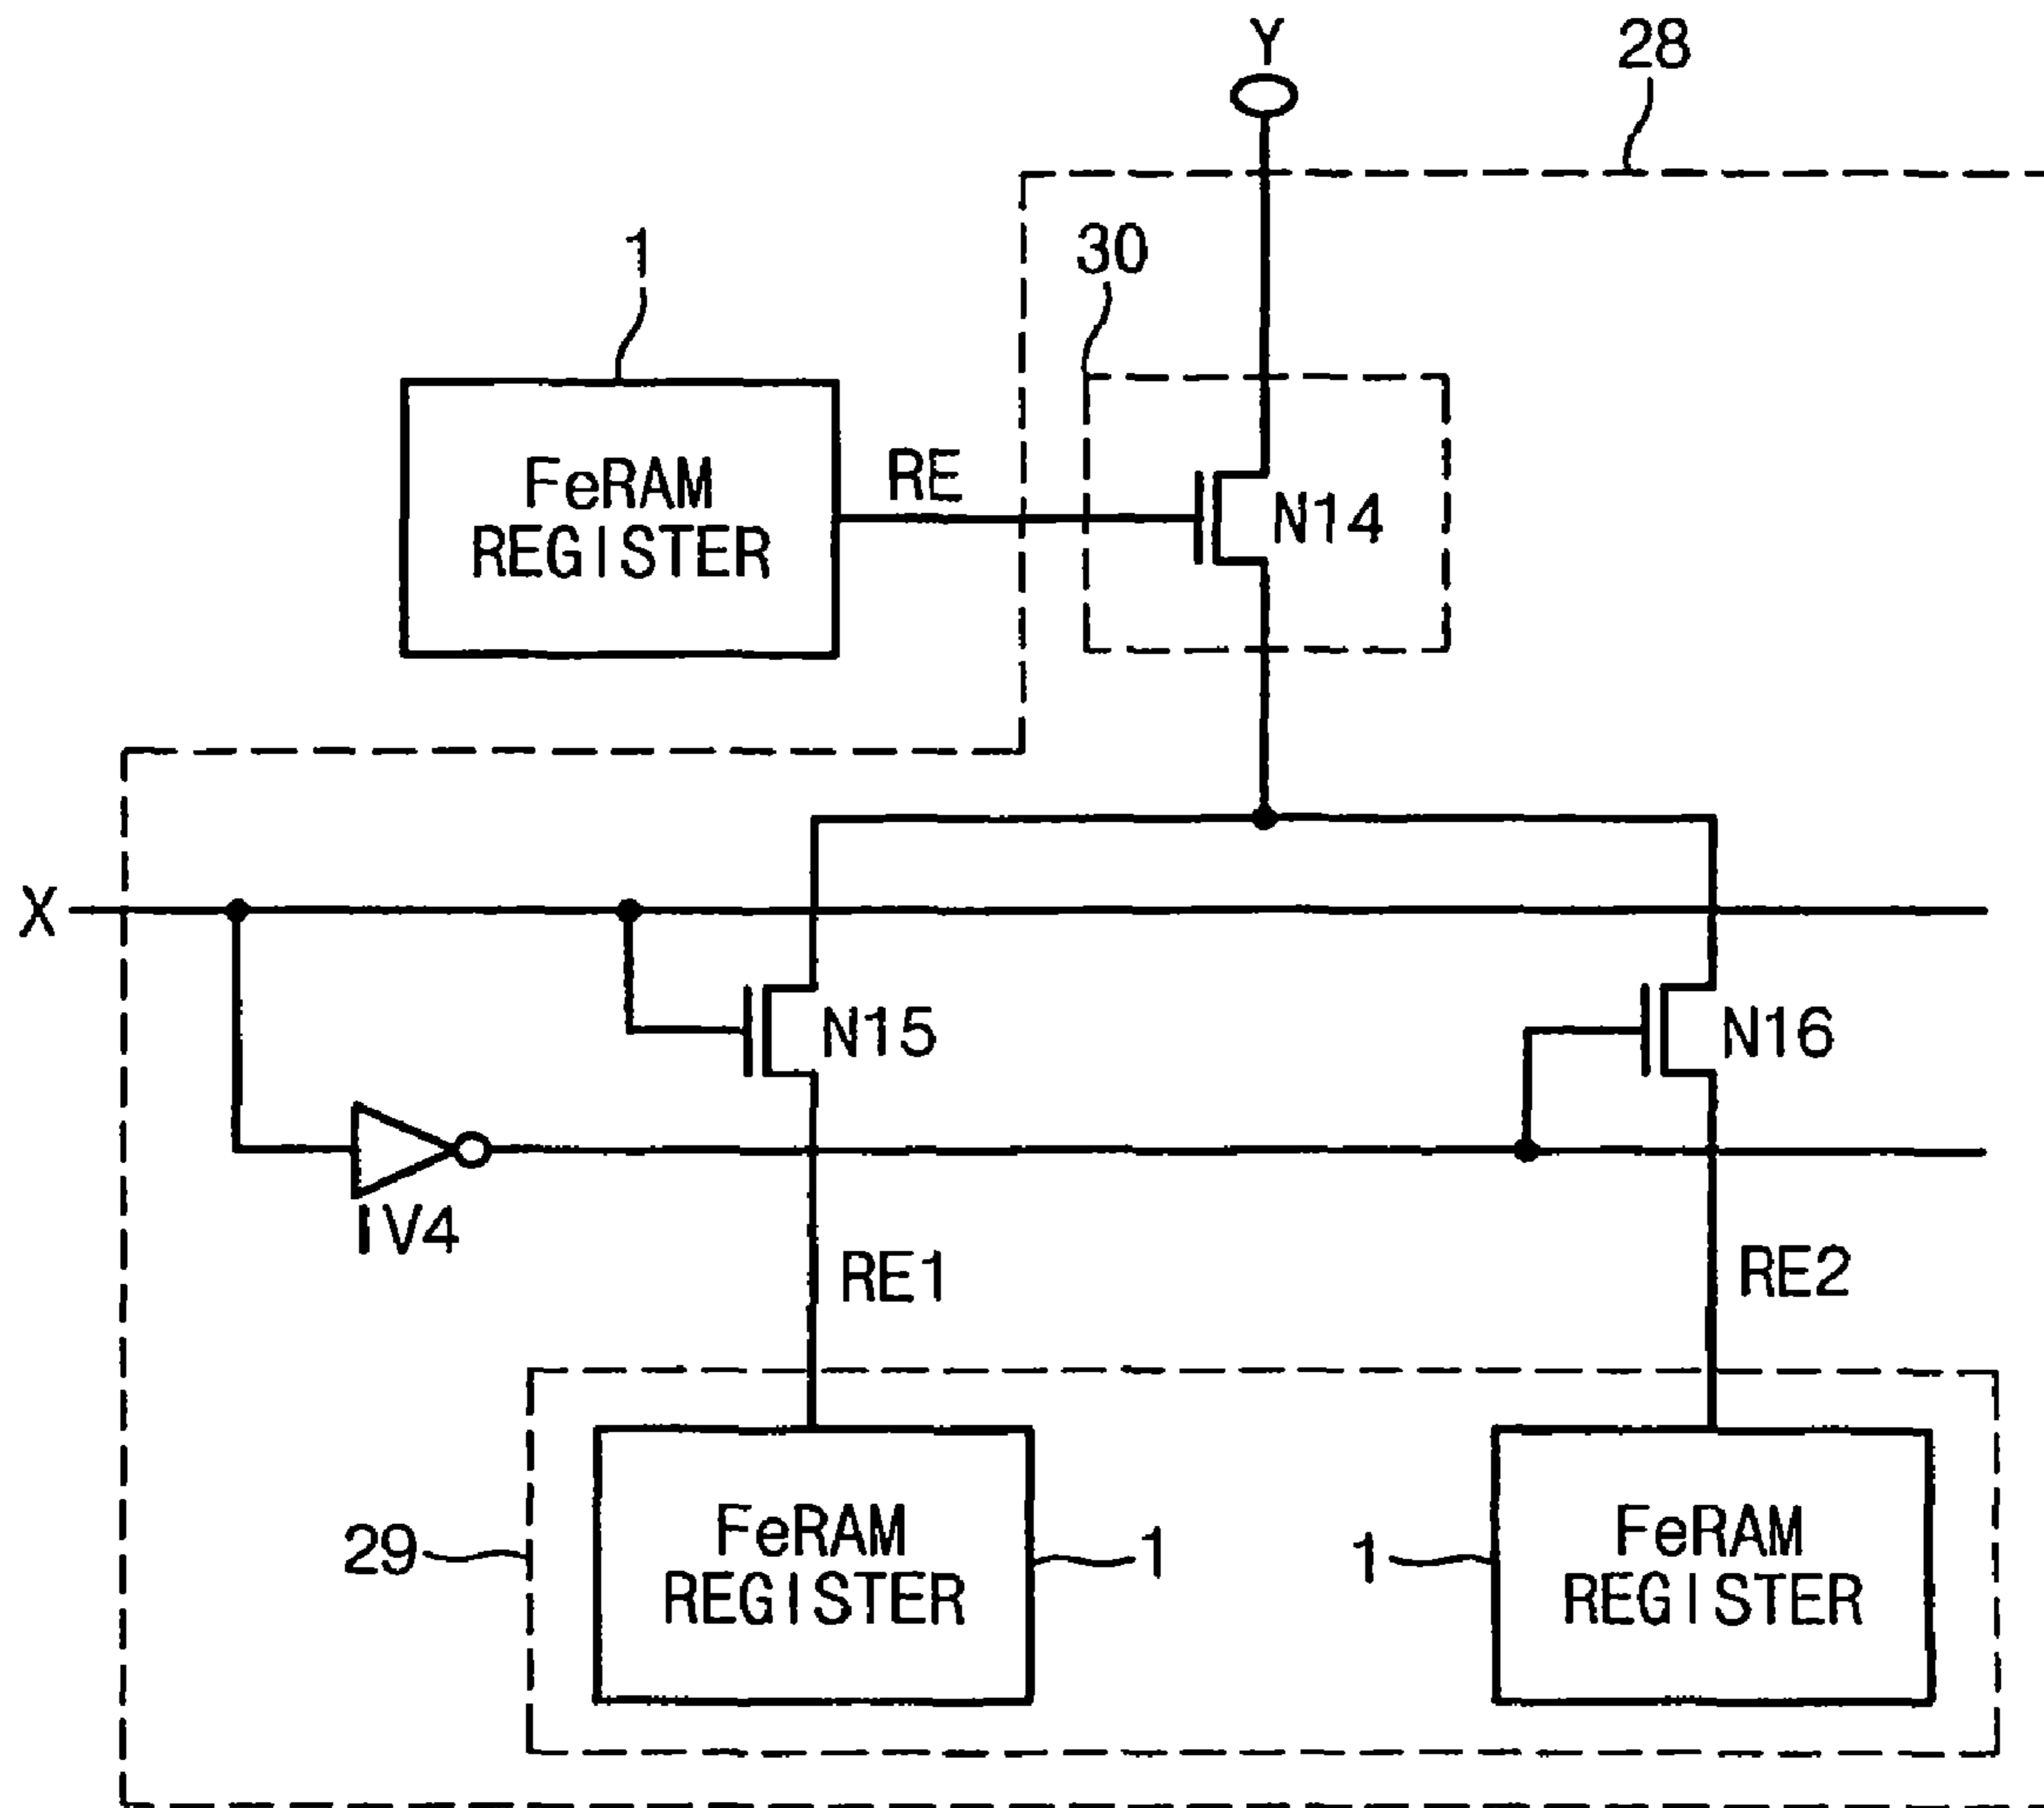 Y
28
30
1
FeRAM
REGISTER
RE
N14
X
N15
N16
IV4
RE1
RE2
29
FeRAM
REGISTER
1
1
FeRAM
REGISTER